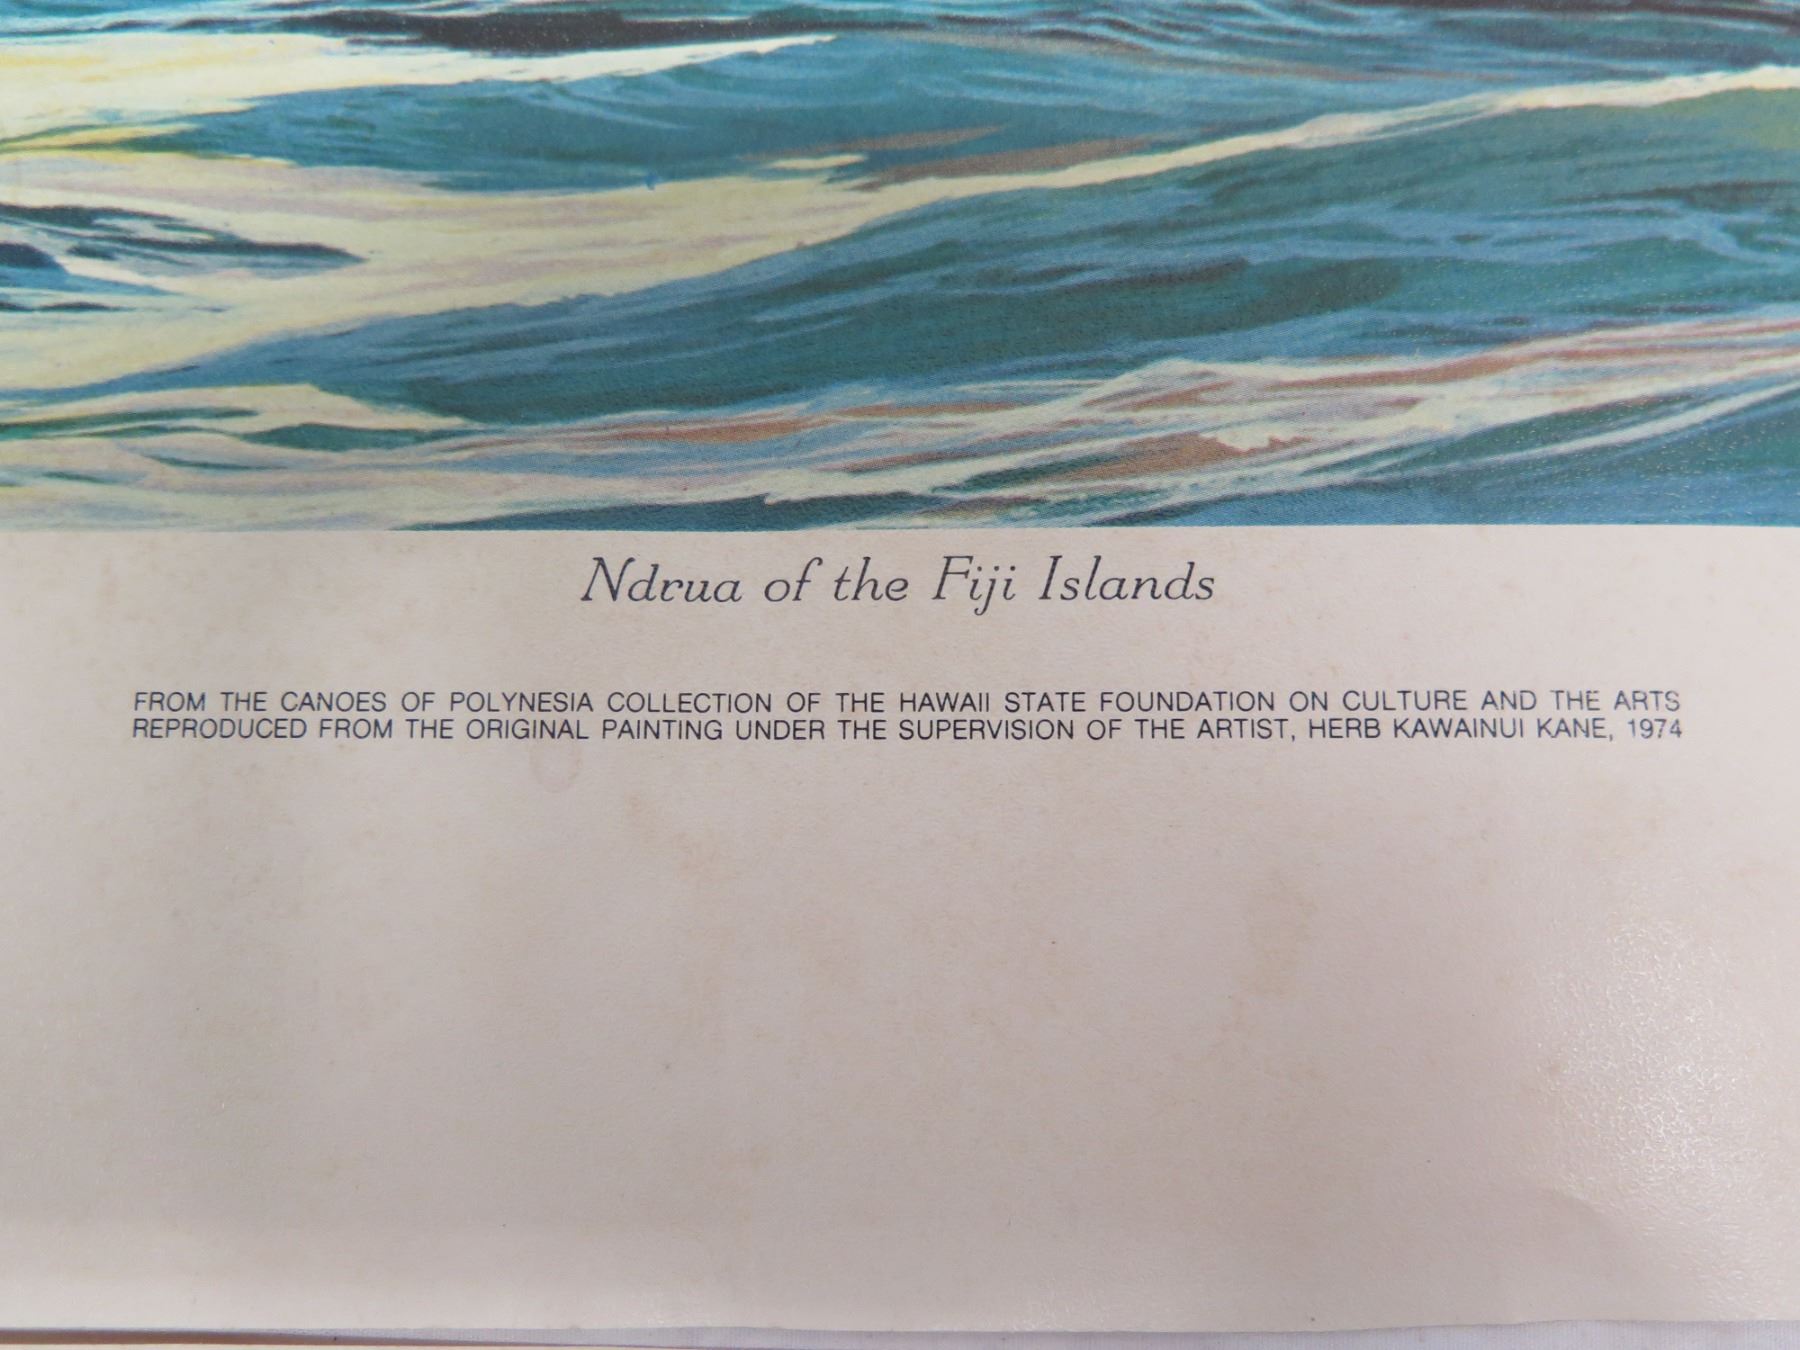 Ndrua of the Fiji Islands
FROM THE CANOES OF POLYNESIA COLLECTION OF THE HAWAII STATE FOUNDATION ON CULTURE AND THE ARTS
REPRODUCED FROM THE ORIGINAL PAINTING UNDER THE SUPERVISION OF THE ARTIST, HERB KAWAINUI KANE, 1974